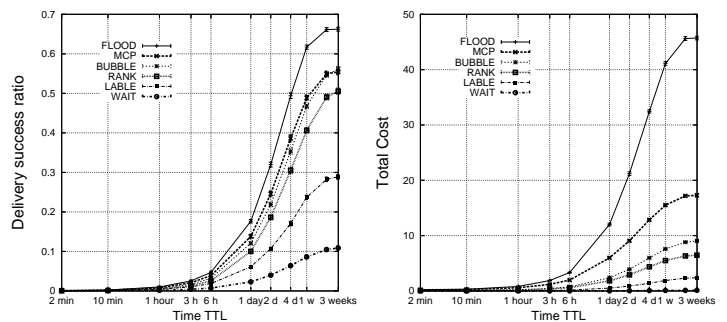 0.7
0.6
0.5
0.4
0.3
0.2
0.1
0
Delivery success ratio
FLOOD
MCP
BUBBLE
RANK
LABLE
WAIT
2 min
10 min
1 hour
3 h
6 h
1 day
2 d
4 d
1 w
3 weeks
Time TTL
50
40
30
20
10
0
Total Cost
FLOOD
MCP
BUBBLE
RANK
LABLE
WAIT
2 min
10 min
1 hour
3 h
6 h
1 day
2 d
4 d
1 w
3 weeks
Time TTL